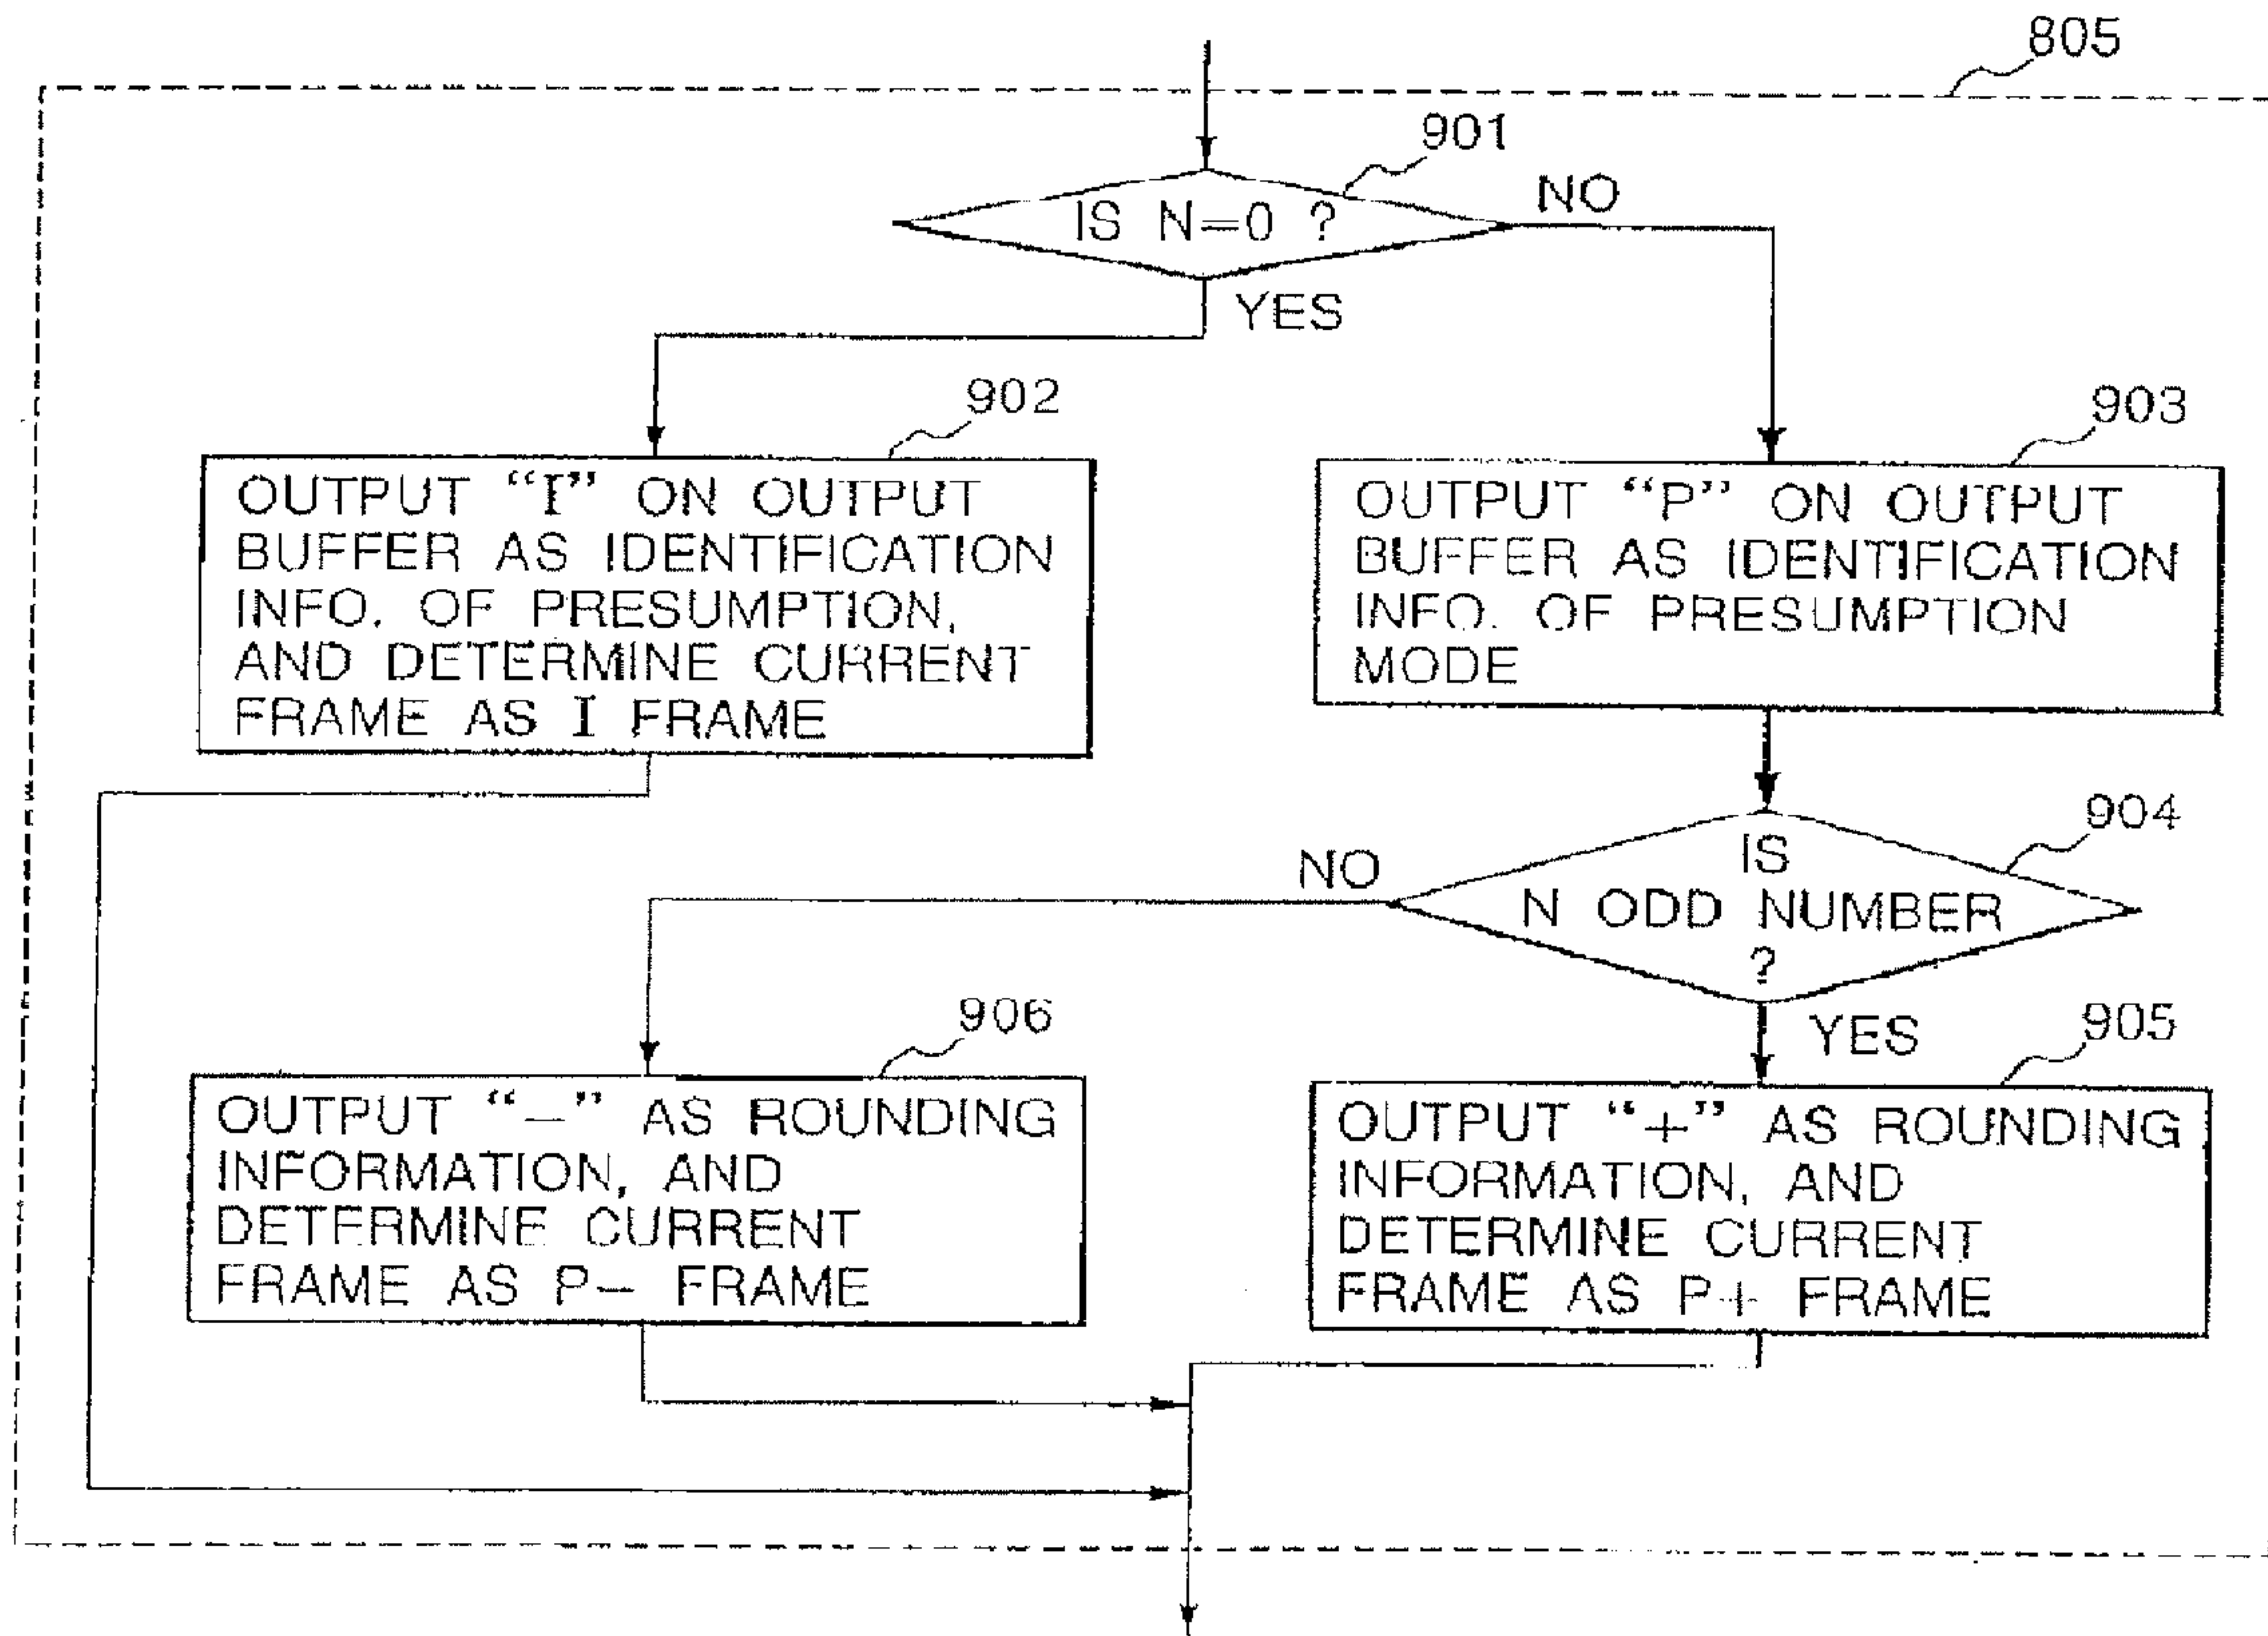 805
901
IS N=0 ?
NO
YES
902
903
OUTPUT “I” ON OUTPUT
BUFFER AS IDENTIFICATION
INFO. OF PRESUMPTION,
AND DETERMINE CURRENT
FRAME AS I FRAME
OUTPUT “P” ON OUTPUT
BUFFER AS IDENTIFICATION
INFO. OF PRESUMPTION
MODE
904
IS
N ODD NUMBER
?
NO
YES
906
905
OUTPUT “–” AS ROUNDING
INFORMATION, AND
DETERMINE CURRENT
FRAME AS P– FRAME
OUTPUT “+” AS ROUNDING
INFORMATION, AND
DETERMINE CURRENT
FRAME AS P+ FRAME